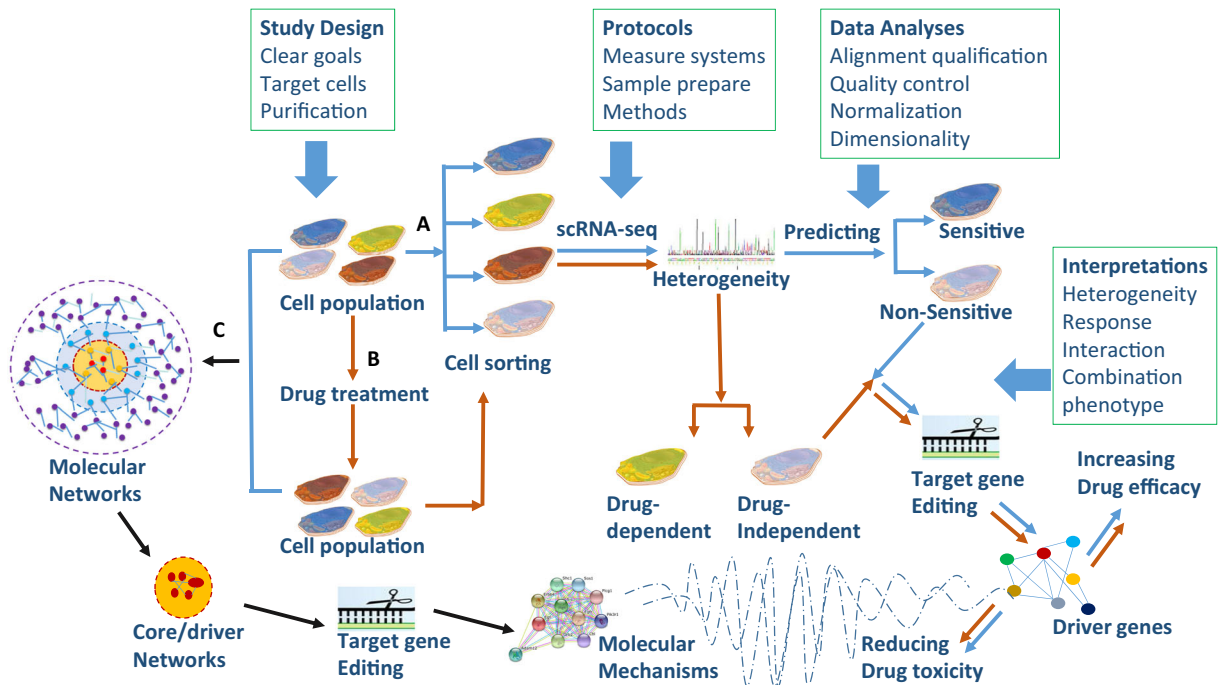 Study Design
Clear goals
Target cells
Purification
Protocols
Measure systems
Sample prepare
Methods
Data Analyses
Alignment qualification
Quality control
Normalization
Dimensionality
A
scRNA-seq
Predicting
Sensitive
Cell population
Heterogeneity
Non-Sensitive
Interpretations
Heterogeneity
Response
Interaction
Combination
phenotype
C
B
Cell sorting
Drug treatment
Molecular
Networks
Cell population
Drug-
dependent
Drug-
Independent
Target gene
Editing
Increasing
Drug efficacy
Core/driver
Networks
Target gene
Editing
Molecular
Mechanisms
Reducing
Drug toxicity
Driver genes